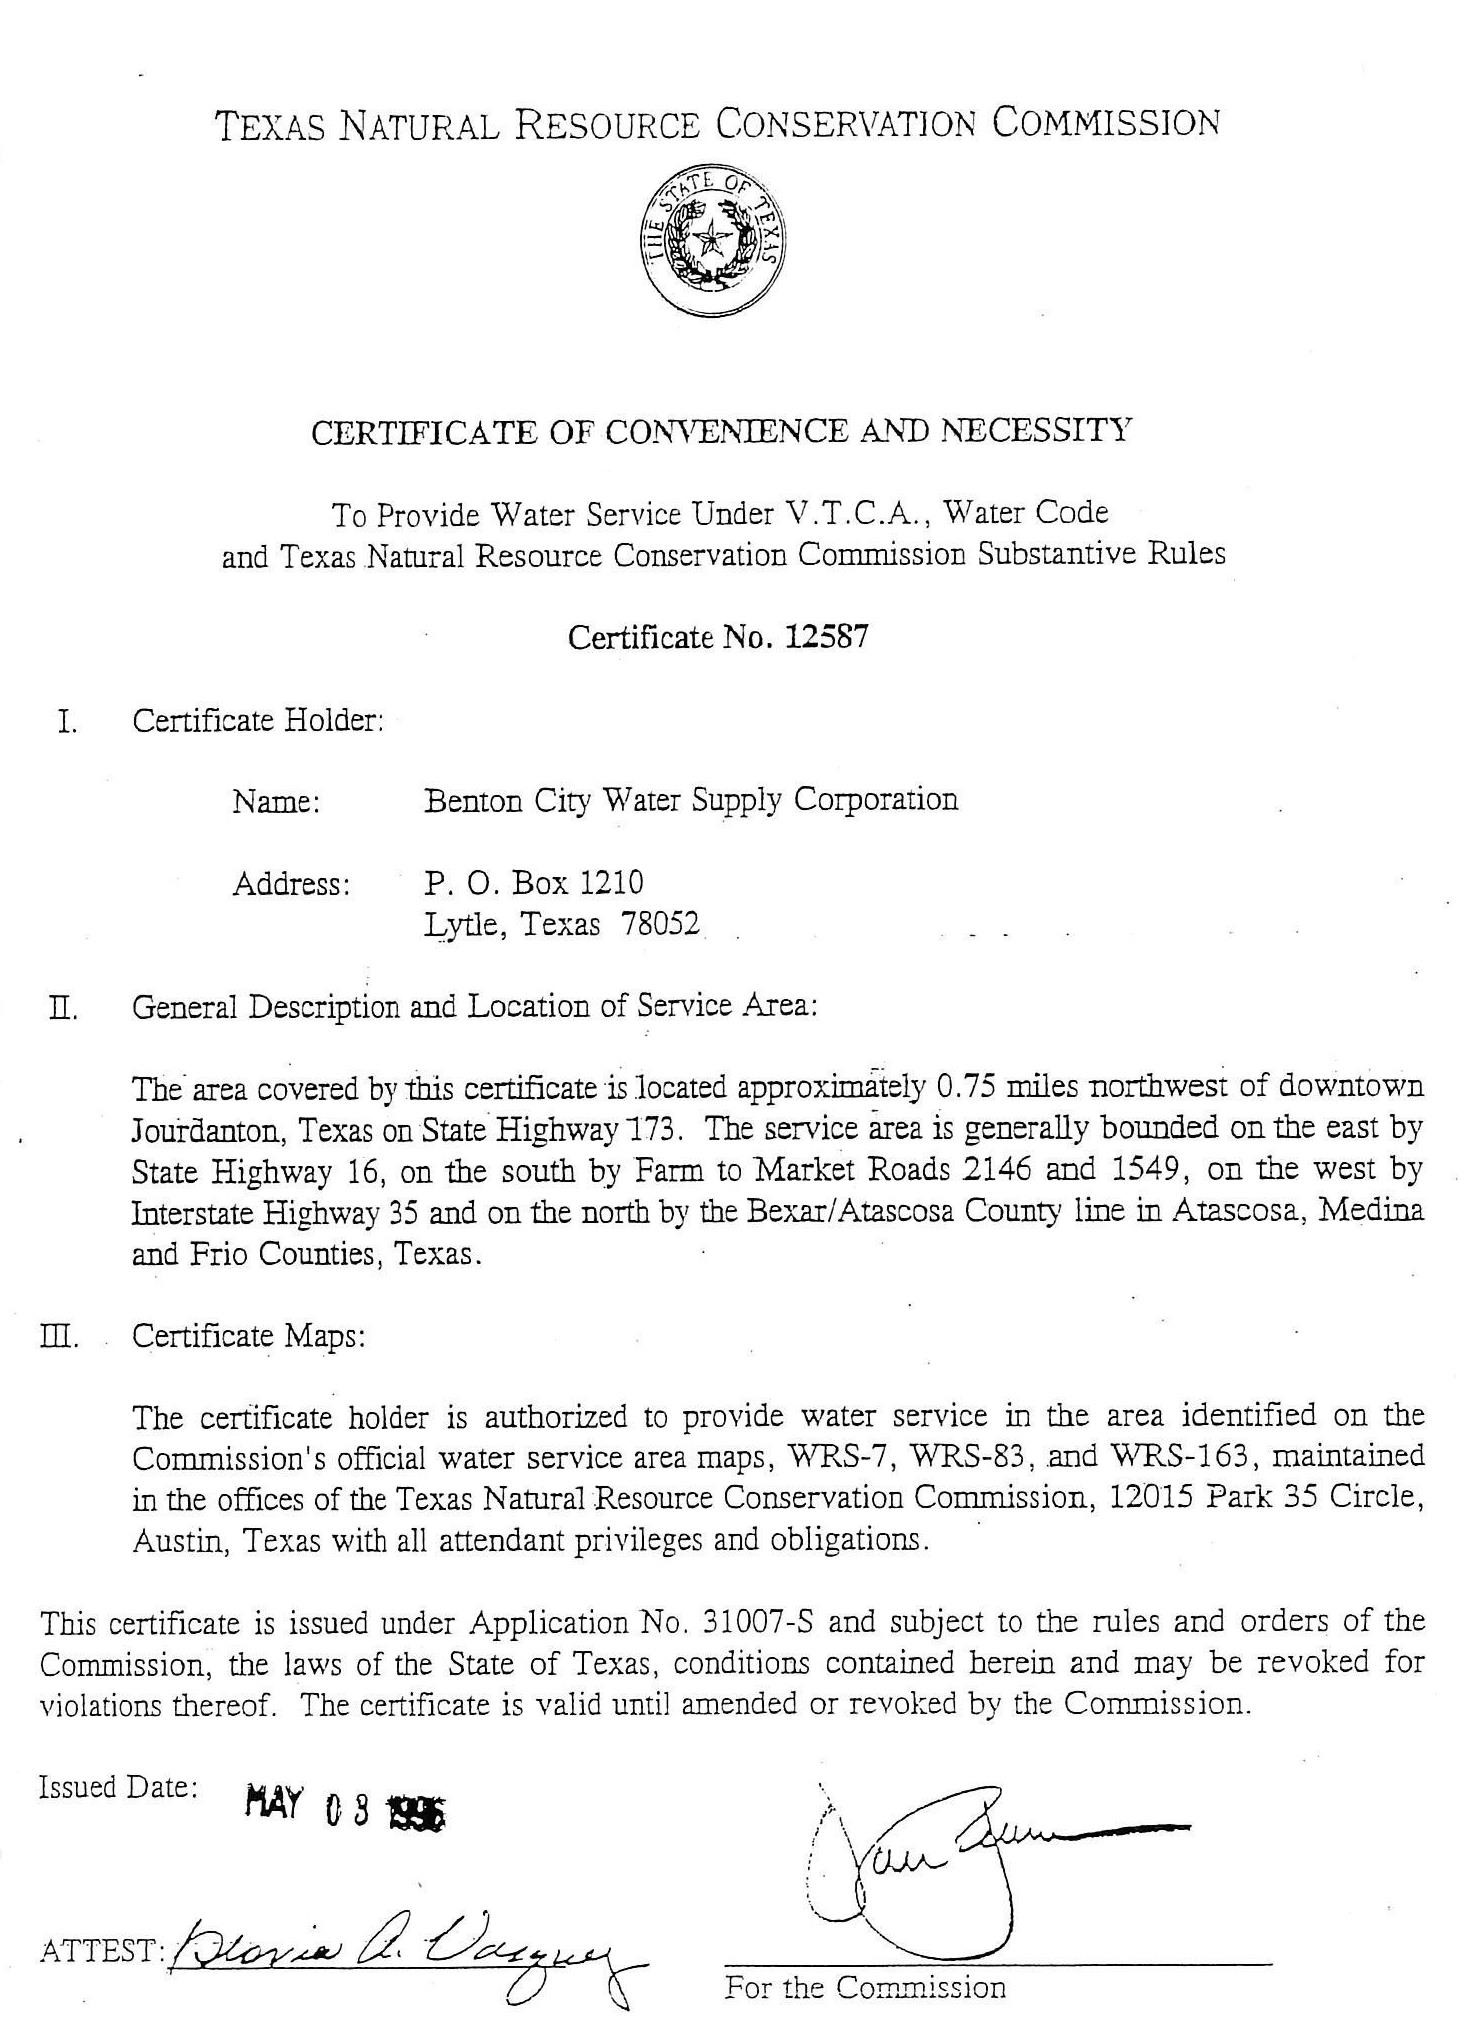 TEXAS NATURAL RESOURCE CONSERVATION COMMISSION
THE STATE OF TEXAS
CERTIFICATE OF CONVENIENCE AND NECESSITY
To Provide Water Service Under V.T.C.A., Water Code
and Texas Natural Resource Conservation Commission Substantive Rules
Certificate No. 12587
I. Certificate Holder:
Name: Benton City Water Supply Corporation
Address: P. O. Box 1210
Lytle, Texas 78052
II. General Description and Location of Service Area:
The area covered by this certificate is located approximately 0.75 miles northwest of downtown
Jourdanton, Texas on State Highway 173. The service area is generally bounded on the east by
State Highway 16, on the south by Farm to Market Roads 2146 and 1549, on the west by
Interstate Highway 35 and on the north by the Bexar/Atascosa County line in Atascosa, Medina
and Frio Counties, Texas.
III. Certificate Maps:
The certificate holder is authorized to provide water service in the area identified on the
Commission's official water service area maps, WRS-7, WRS-83, and WRS-163, maintained
in the offices of the Texas Natural Resource Conservation Commission, 12015 Park 35 Circle,
Austin, Texas with all attendant privileges and obligations.
This certificate is issued under Application No. 31007-S and subject to the rules and orders of the
Commission, the laws of the State of Texas, conditions contained herein and may be revoked for
violations thereof. The certificate is valid until amended or revoked by the Commission.
Issued Date: MAY 03 1996
ATTEST: Gloria A. Vasquez
For the Commission